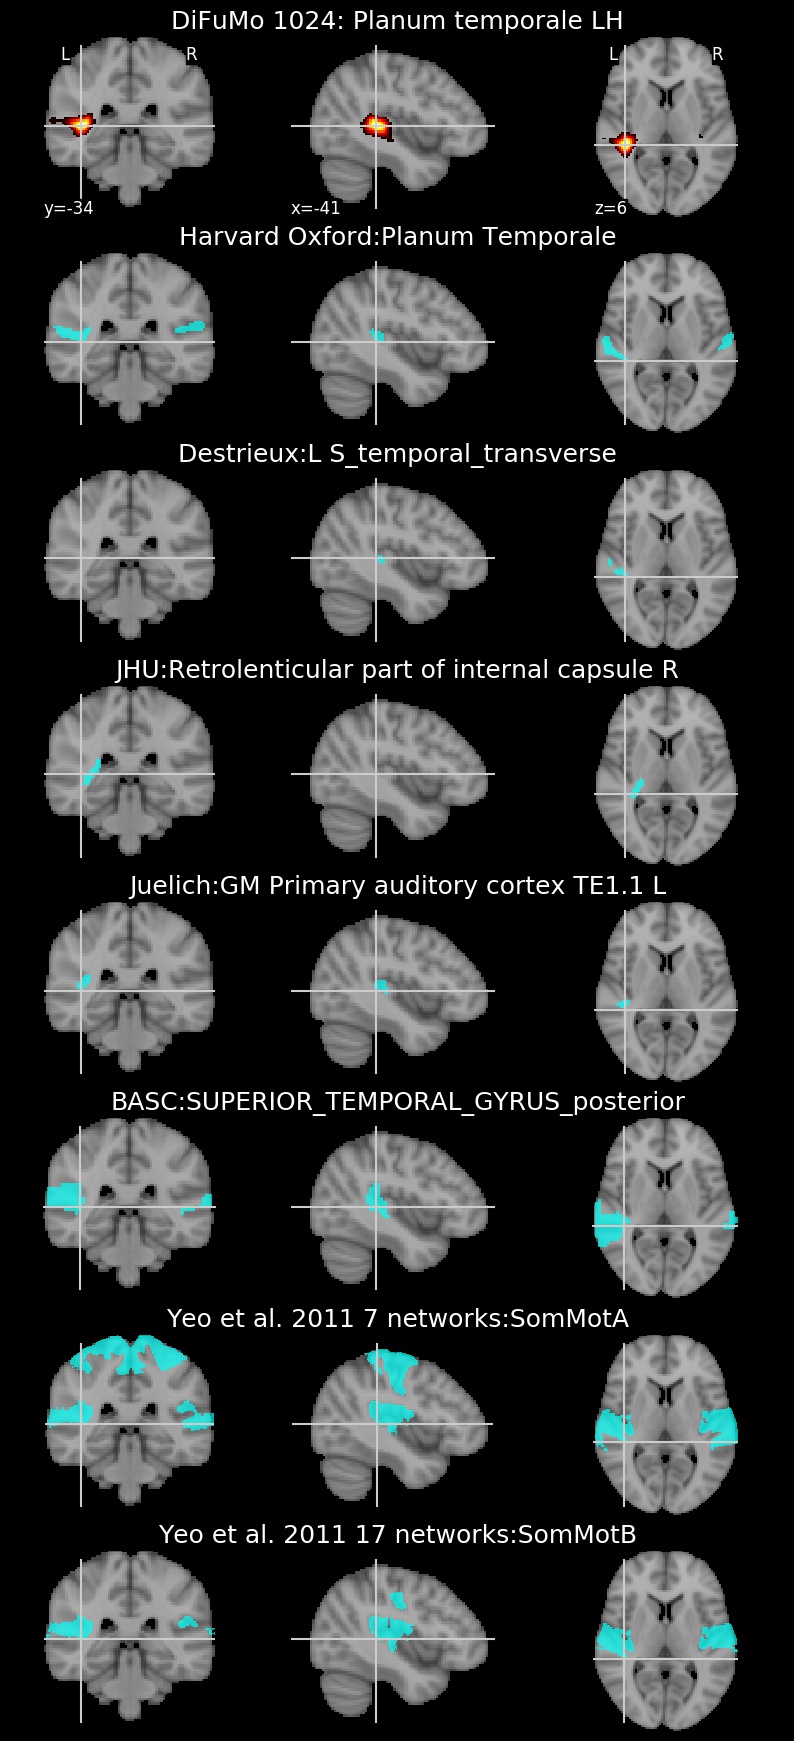 DiFuMo 1024: Planum temporale LH
L R L R
y=-34 x=-41 z=6
Harvard Oxford:Planum Temporale
Destrieux:L S_temporal_transverse
JHU:Retrolenticular part of internal capsule R
Juelich:GM Primary auditory cortex TE1.1 L
BASC:SUPERIOR_TEMPORAL_GYRUS_posterior
Yeo et al. 2011 7 networks:SomMotA
Yeo et al. 2011 17 networks:SomMotB